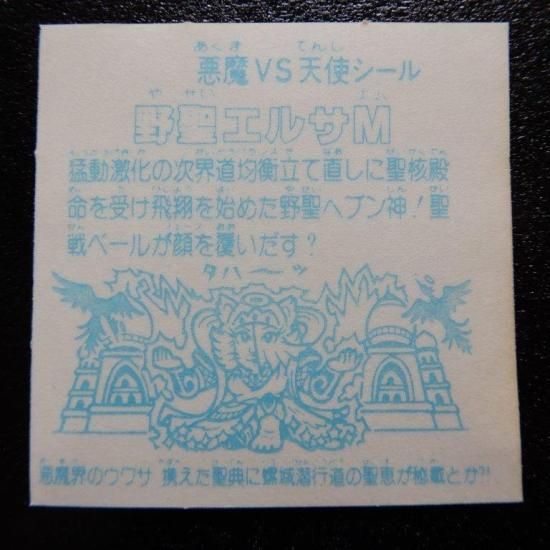 あくま てんし
悪魔VS天使シール
や せい
野聖エルサM
猛動激化の次界道均衡立て直しに聖核殿
命を受け飛翔を始めた野聖ヘブン神!聖
戦ベールが顔を覆いだす?
タハーッ
悪魔界のウワサ 携えた聖典に螺城潜行道の聖恵が秘蔵とか?!